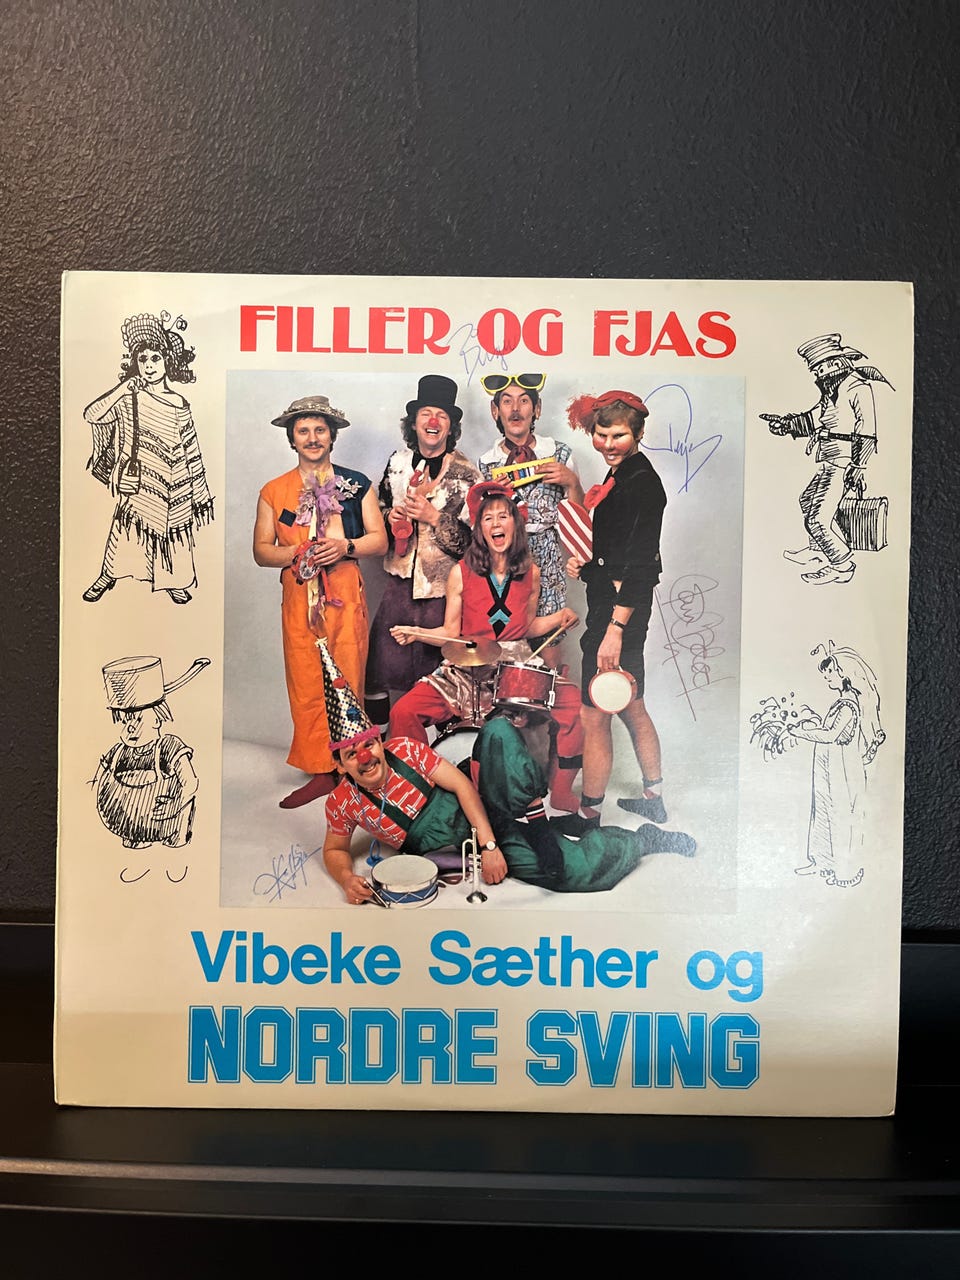 FILLER OG FJAS
Vibeke Sæther og
NORDRE SVING